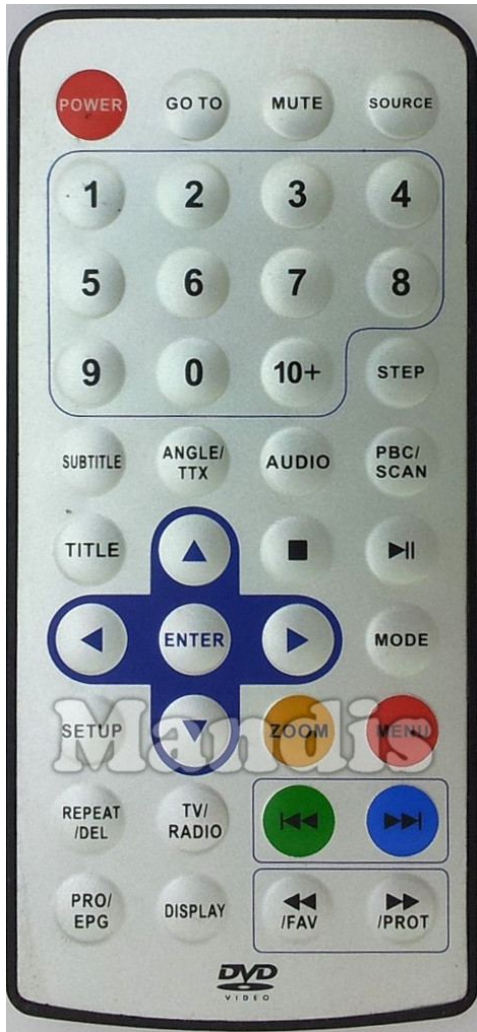 POWER
GO TO
MUTE
SOURCE
1
2
3
4
5
6
7
8
9
0
10+
STEP
SUBTITLE
ANGLE/
TTX
AUDIO
PBC/
SCAN
TITLE
ENTER
MODE
SETUP
ZOOM
MENU
Mandis
REPEAT
/DEL
TV/
RADIO
PRO/
EPG
DISPLAY
/FAV
/PROT
DVD
VIDEO